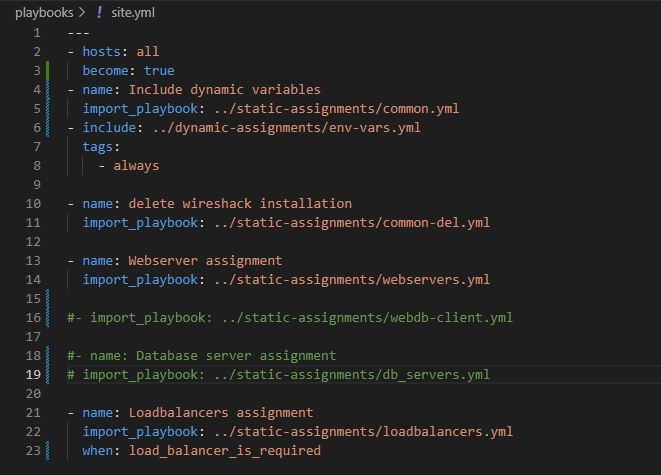 playbooks > ! site.yml
1 ---
2 - hosts: all
3 become: true
4 - name: Include dynamic variables
5 import_playbook: ../static-assignments/common.yml
6 - include: ../dynamic-assignments/env-vars.yml
7 tags:
8 - always
9
10 - name: delete wireshack installation
11 import_playbook: ../static-assignments/common-del.yml
12
13 - name: Webserver assignment
14 import_playbook: ../static-assignments/webservers.yml
15
16 #- import_playbook: ../static-assignments/webdb-client.yml
17
18 #- name: Database server assignment
19 # import_playbook: ../static-assignments/db_servers.yml
20
21 - name: Loadbalancers assignment
22 import_playbook: ../static-assignments/loadbalancers.yml
23 when: load_balancer_is_required